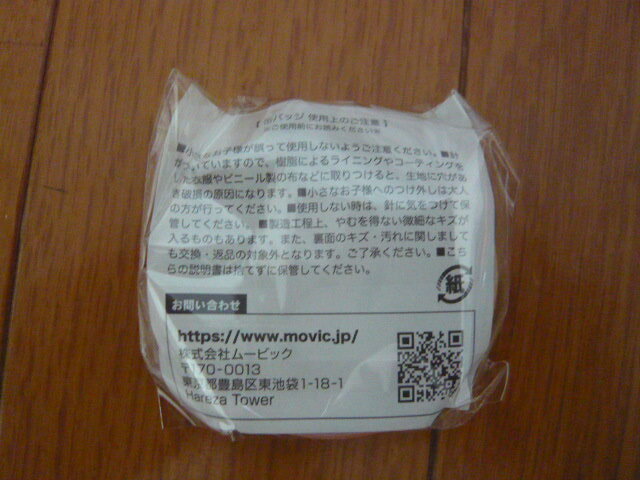 【 缶バッジ 使用上のご注意 】
※ご使用前にお読みください※
■小さなお子様が誤って使用しないようご注意ください。■針
がついていますので、樹脂によるライニングやコーティングを
した衣服やビニール製の布などに取りつけると、生地に穴があ
き破損の原因になります。■小さなお子様へのつけ外しは大人
の方が行ってください。■使用しない時は、針に気をつけて保
管してください。■製造工程上、やむを得ない微細なキズが
入るものもあります。また、裏面のキズ・汚れに関しまして
も交換・返品の対象外となります。ご了承ください。■こち
らの説明書は捨てずに保管してください。
紙
お問い合わせ
https://www.movic.jp/
株式会社ムービック
〒170-0013
東京都豊島区東池袋1-18-1
Hareza Tower